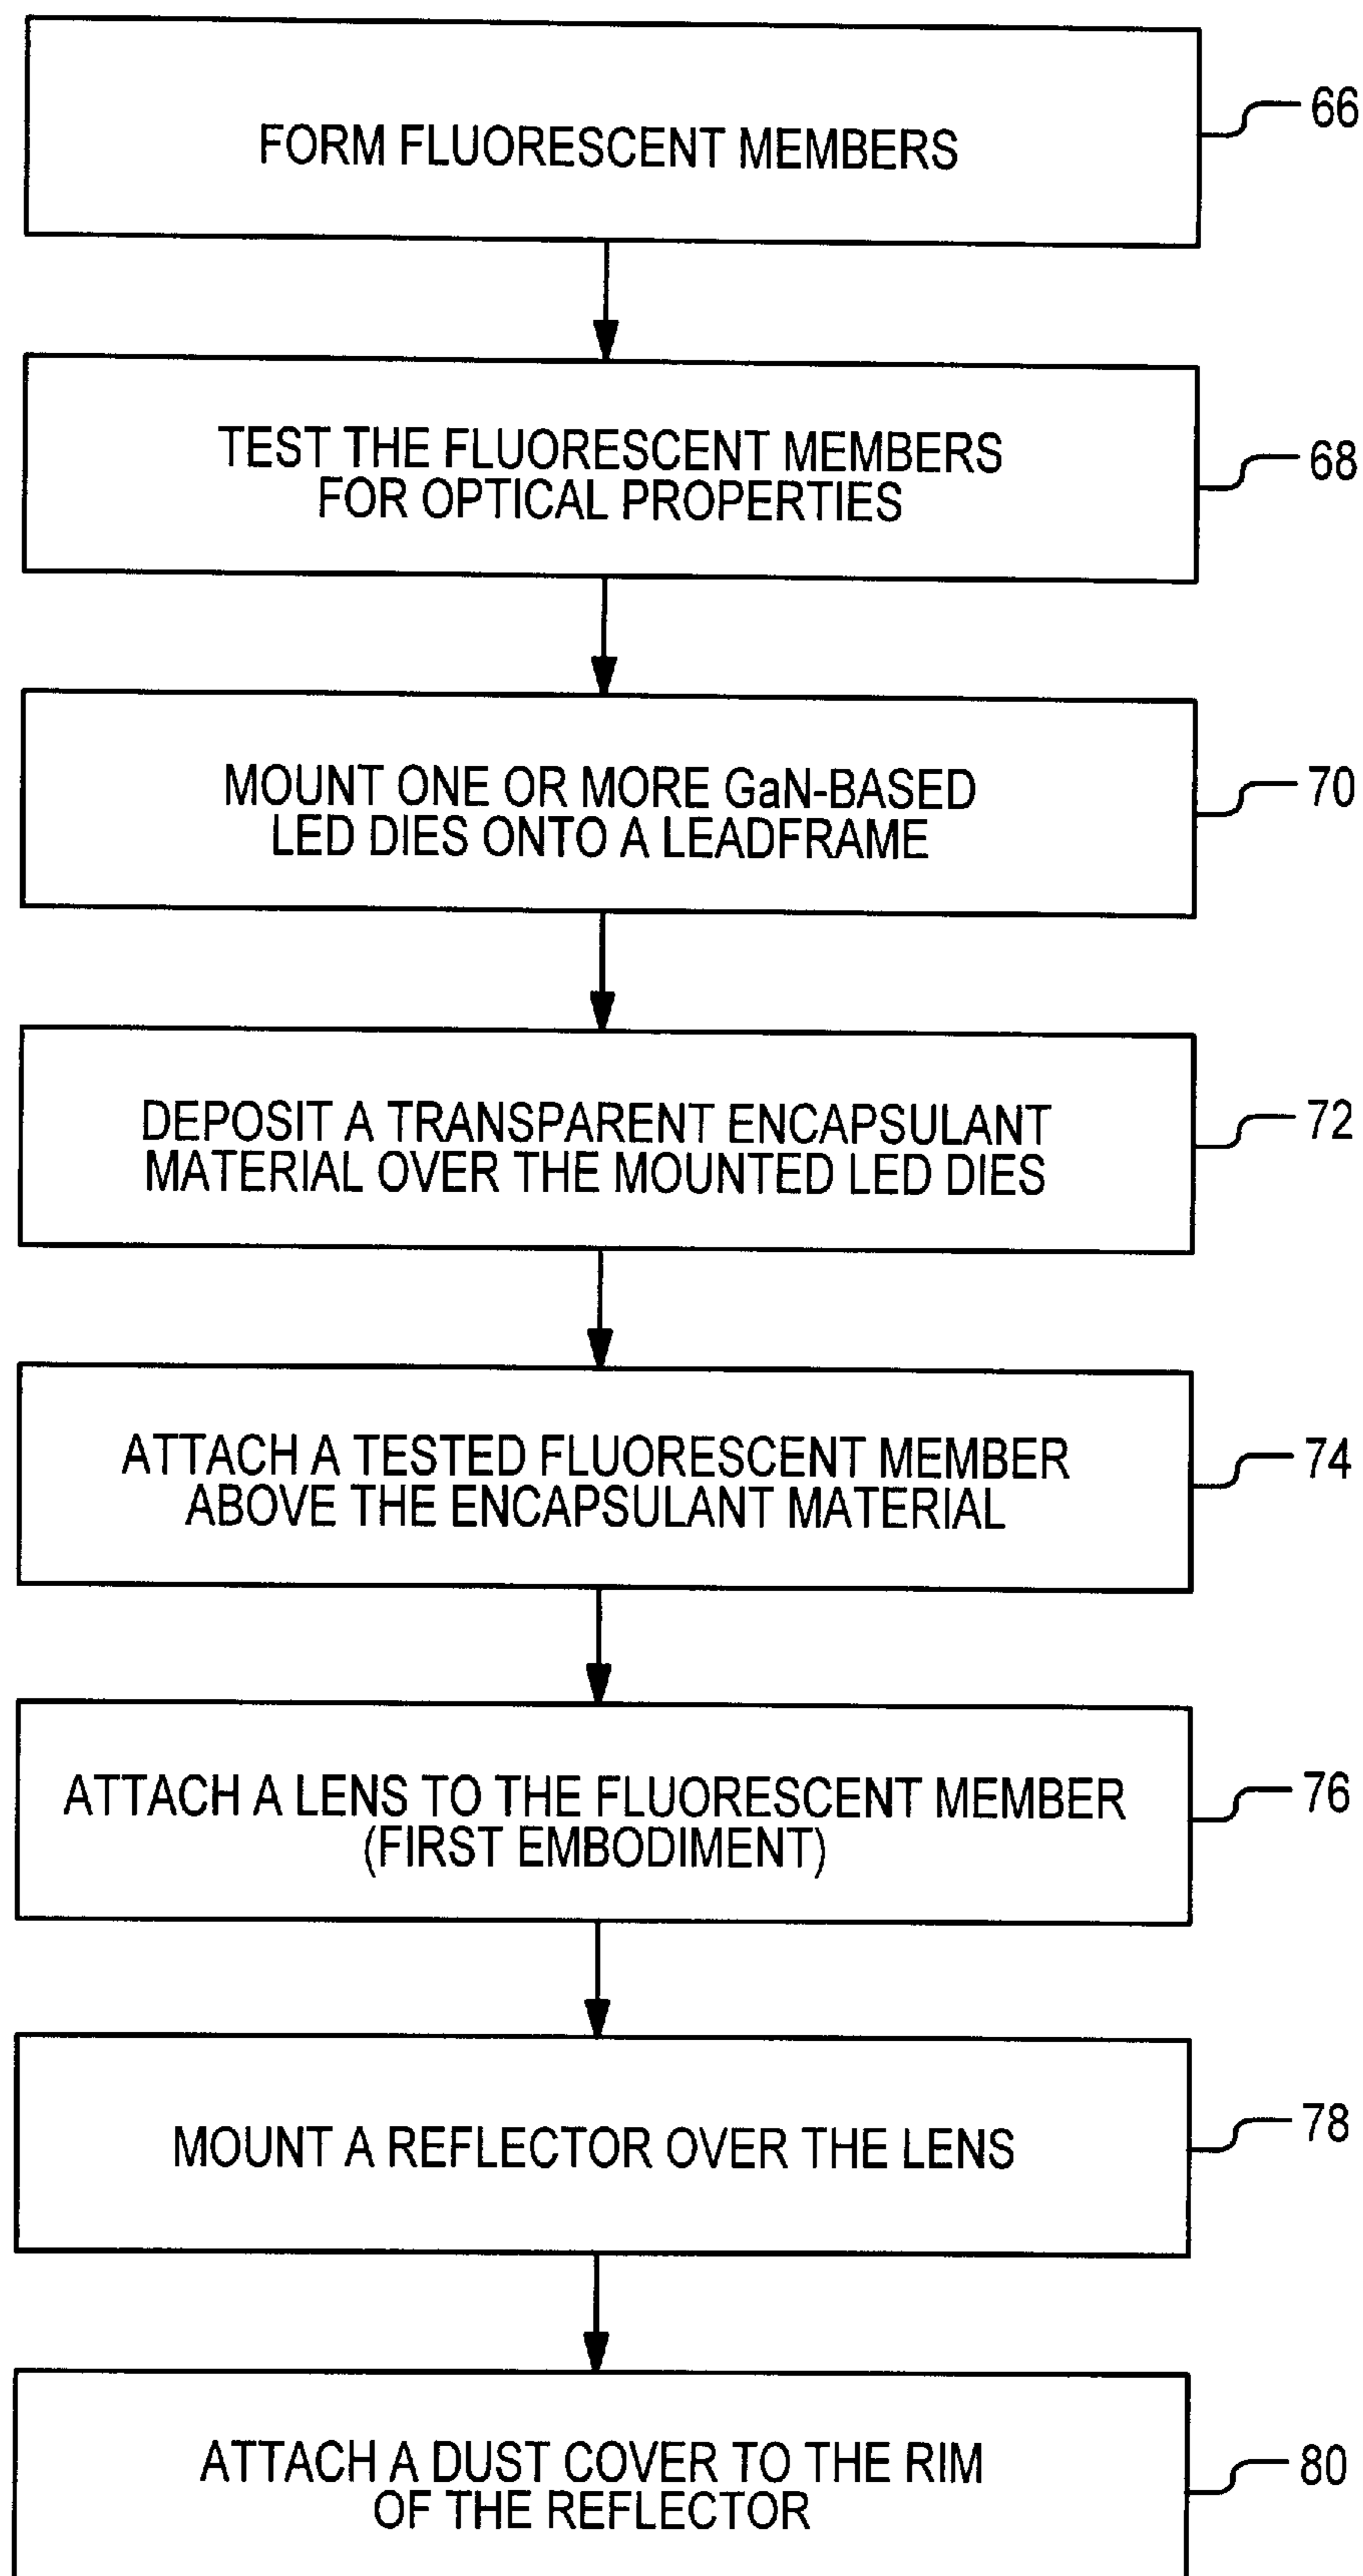 FORM FLUORESCENT MEMBERS
66
TEST THE FLUORESCENT MEMBERS
FOR OPTICAL PROPERTIES
68
MOUNT ONE OR MORE GaN-BASED
LED DIES ONTO A LEADFRAME
70
DEPOSIT A TRANSPARENT ENCAPSULANT
MATERIAL OVER THE MOUNTED LED DIES
72
ATTACH A TESTED FLUORESCENT MEMBER
ABOVE THE ENCAPSULANT MATERIAL
74
ATTACH A LENS TO THE FLUORESCENT MEMBER
(FIRST EMBODIMENT)
76
MOUNT A REFLECTOR OVER THE LENS
78
ATTACH A DUST COVER TO THE RIM
OF THE REFLECTOR
80